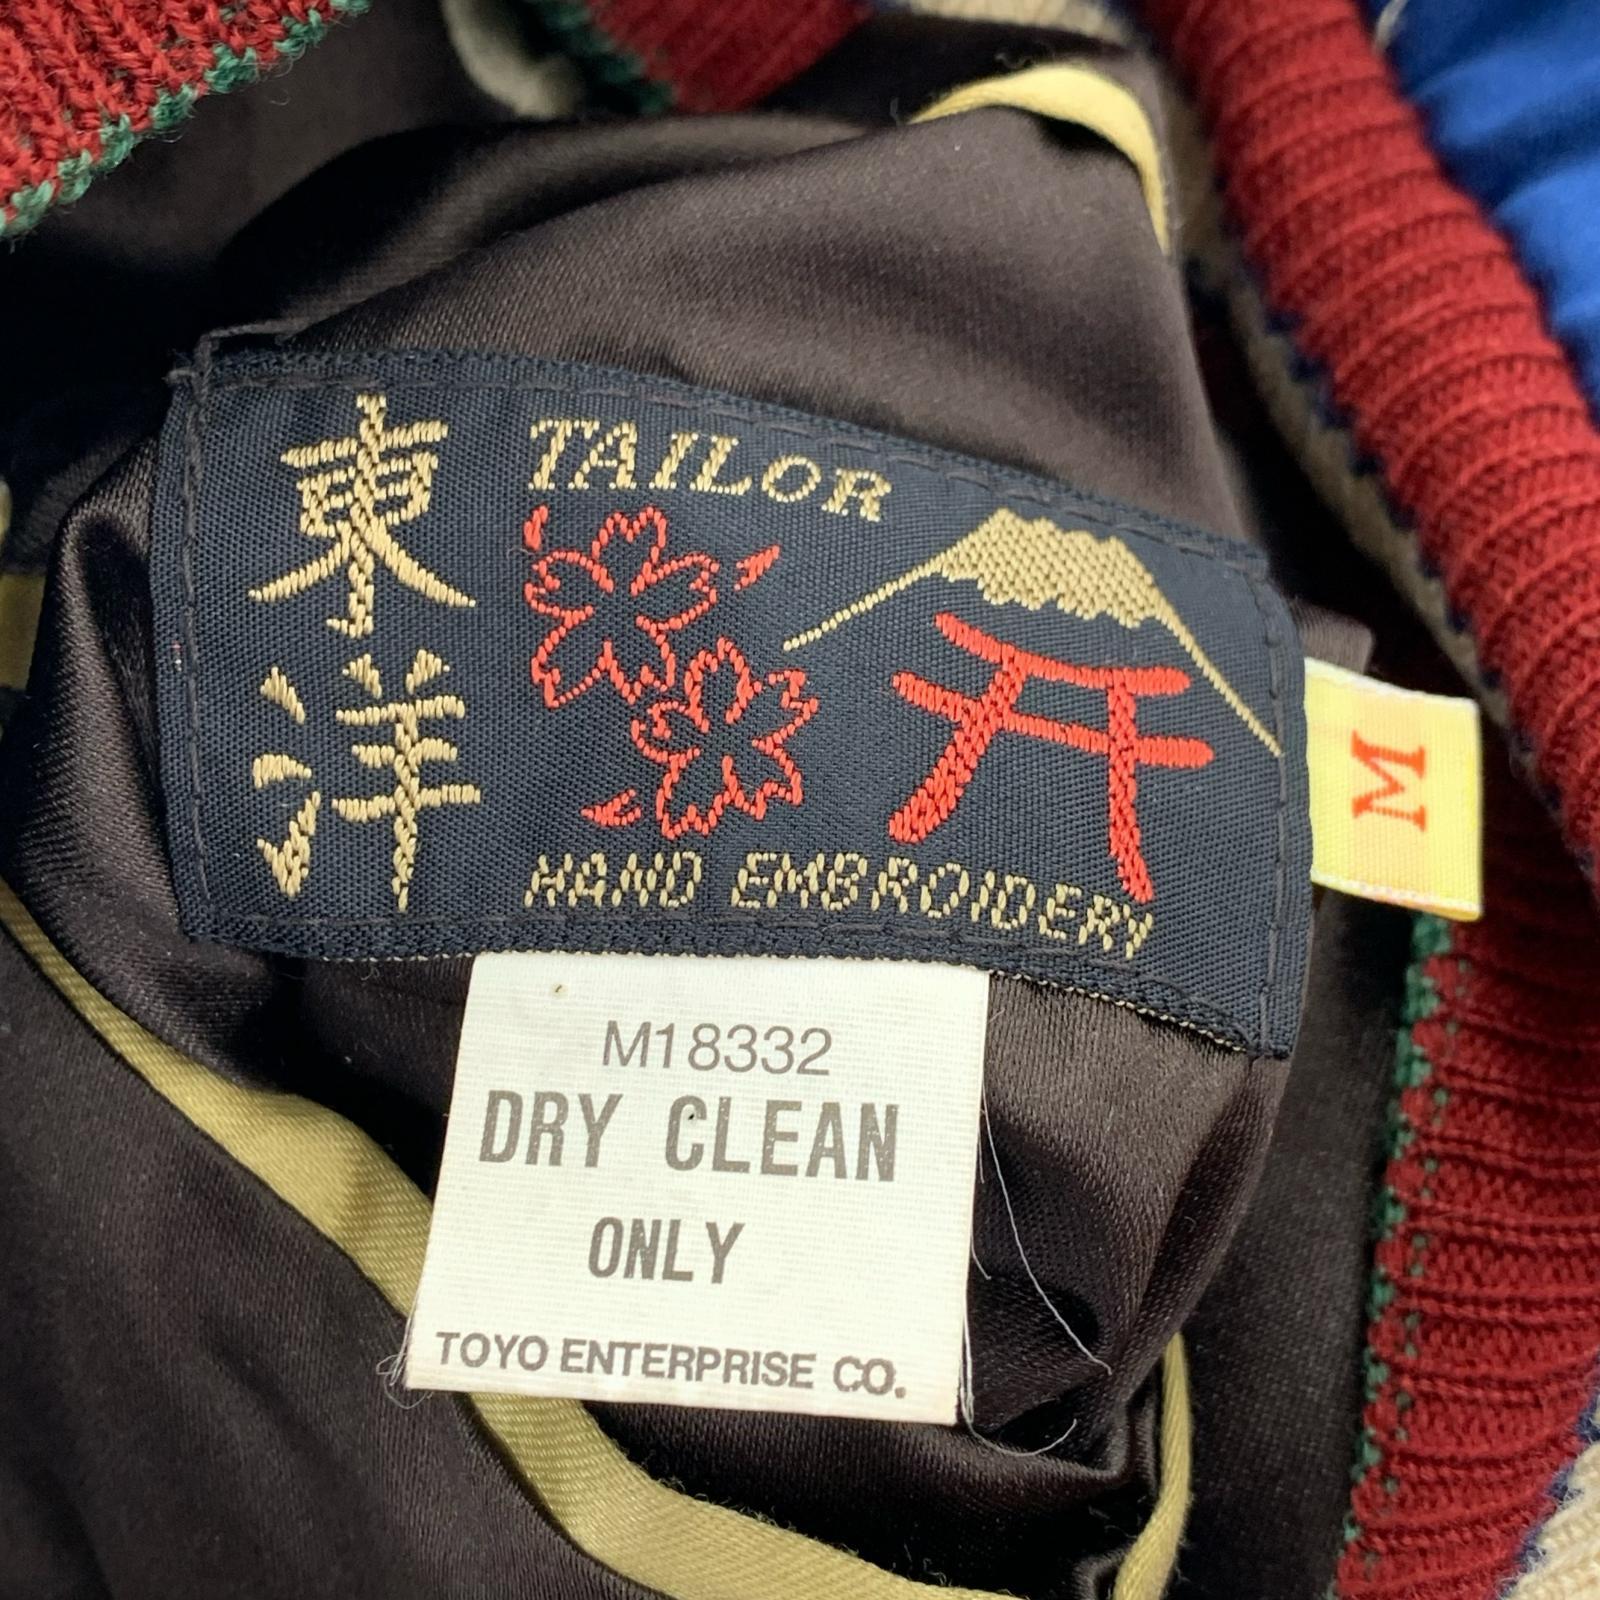 東洋
TAILOR
HAND EMBROIDERY
M
M18332
DRY CLEAN
ONLY
TOYO ENTERPRISE CO.